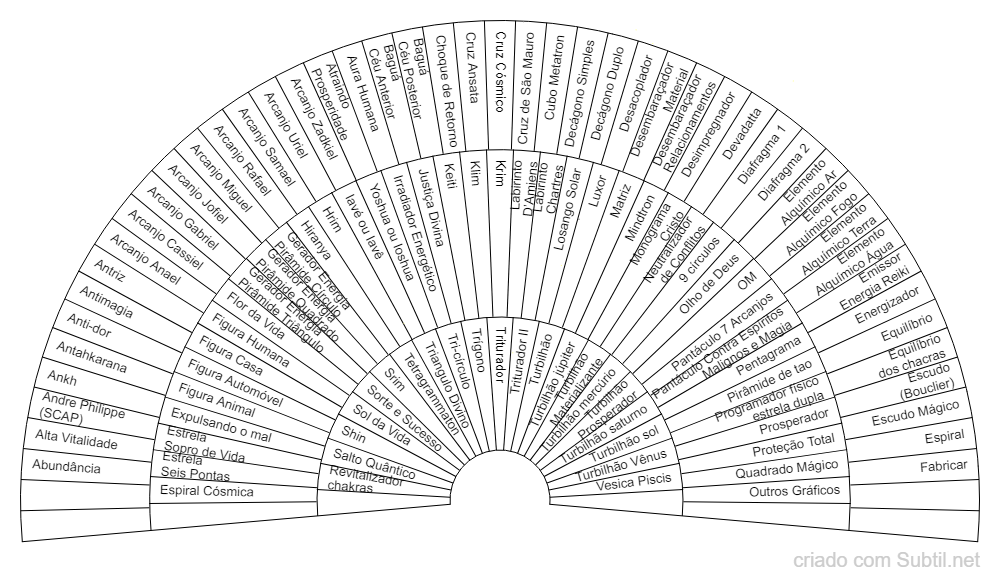 Abundância
Alta Vitalidade
Andre Philippe
(SCAP)
Ankh
Antahkarana
Anti-dor
Antimagia
Antriz
Arcanjo Anael
Arcanjo Cassiel
Arcanjo Gabriel
Arcanjo Jofiel
Arcanjo Miguel
Arcanjo Rafael
Arcanjo Samael
Arcanjo Uriel
Arcanjo Zadkiel
Atraindo
Prosperidade
Aura Humana
Baguá
Céu Anterior
Baguá
Céu Posterior
Choque de Retorno
Cruz Ansata
Cruz Cósmico
Cruz de São Mauro
Cubo Metatron
Decágono Simples
Decágono Duplo
Desacoplador
Desembaraçador
Material
Desembaraçador
Relacionamentos
Desimpregnador
Devadatta
Diafragma 1
Diafragma 2
Elemento
Alquímico Ar
Elemento
Alquímico Fogo
Elemento
Alquímico Terra
Elemento
Alquímico Água
Emissor
Energia Reiki
Energizador
Equilíbrio
Equilíbrio
dos chacras
Escudo
(Bouclier)
Escudo Mágico
Espiral
Fabricar
Espiral Cósmica
Estrela
Seis Pontas
Estrela
Sopro de Vida
Expulsando o mal
Figura Animal
Figura Automóvel
Figura Casa
Figura Humana
Flor da Vida
Gerador Energia
Pirâmide Triângulo
Gerador Energia
Pirâmide Quadrado
Gerador Energia
Pirâmide Círculo
Hiranya
Hrim
Iavé ou Iavê
Yoshua ou Ioshua
Irradiador Energético
Justiça Divina
Keiti
Klim
Krim
Labirinto
D'Amiens
Labirinto
Chartres
Losango Solar
Luxor
Matriz
Mindtron
Monograma
Cristo
Neutralizador
de Conflitos
9 círculos
Olho de Deus
OM
Pantáculo 7 Arcanjos
Pantáculo Contra Espíritos
Malignos e Magia
Pentagrama
Pirâmide de tao
Programador físico
estrela dupla
Prosperador
Proteção Total
Quadrado Mágico
Outros Gráficos
Revitalizador
chakras
Salto Quântico
Shin
Sol da Vida
Sorte e Sucesso
Srim
Tetragrammaton
Triangulo Divino
Tri-círculo
Trígono
Triturador
Triturador II
Turbilhão
Turbilhão júpiter
Turbilhão
Materializante
Turbilhão mercúrio
Turbilhão
Prosperador
Turbilhão saturno
Turbilhão sol
Turbilhão Vênus
Vesica Piscis
criado com Subtil.net